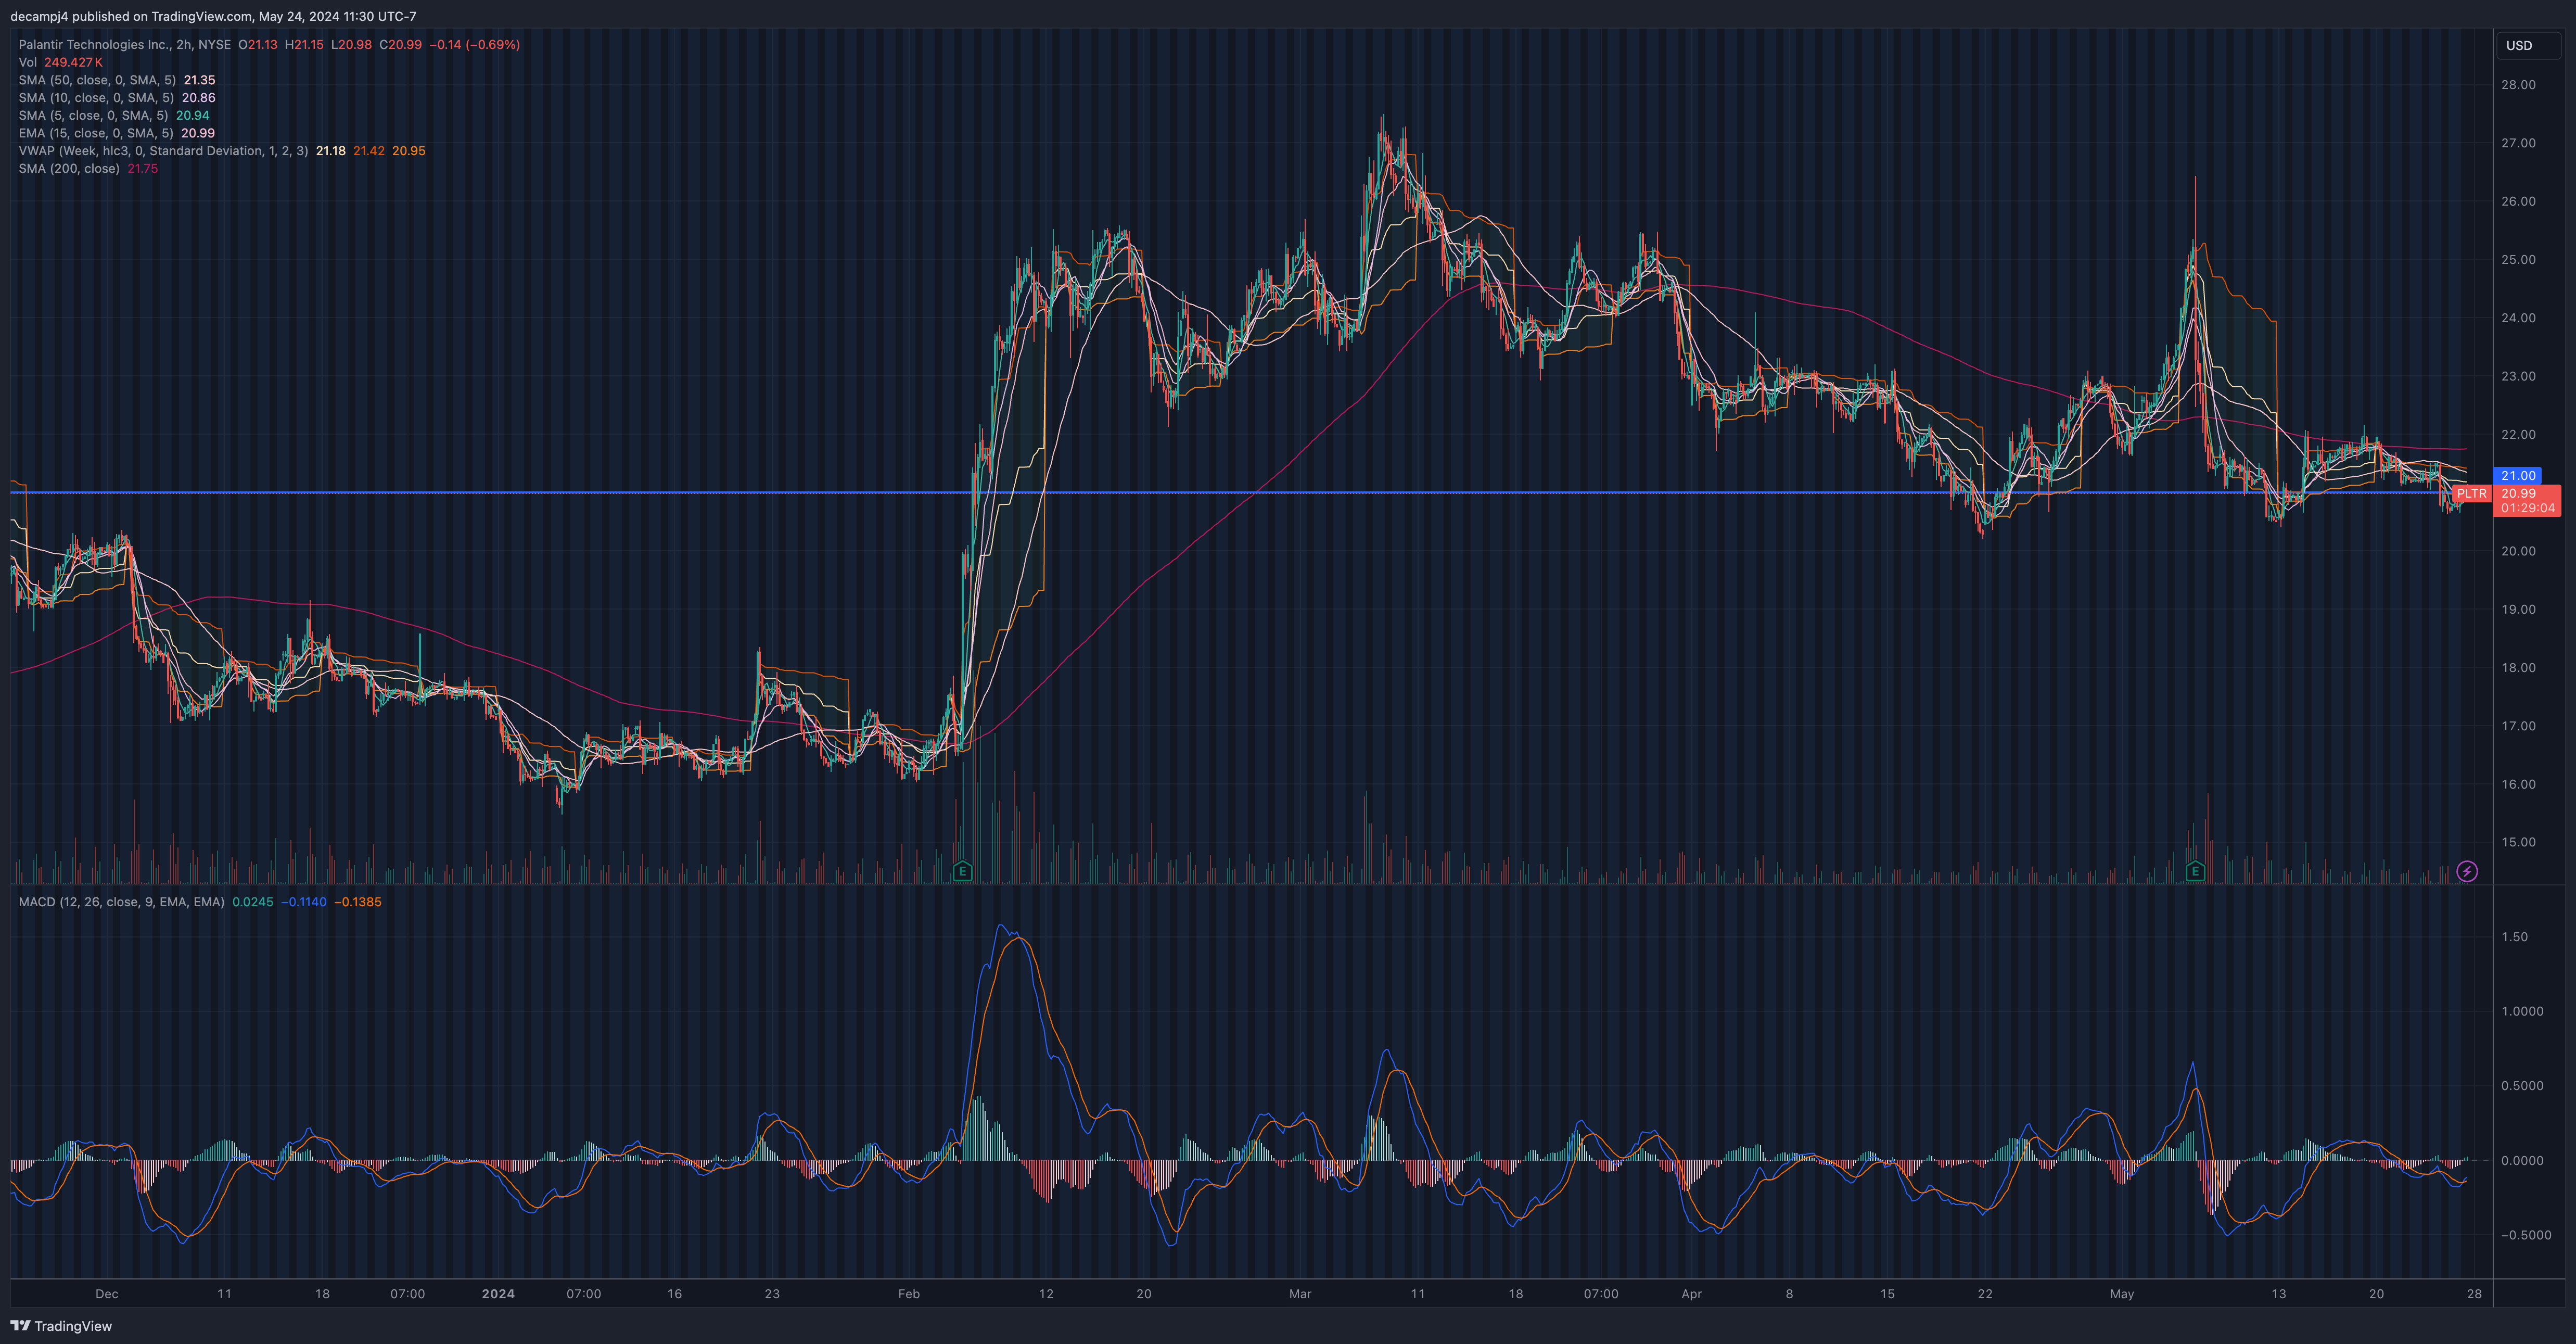 decampj4 published on TradingView.com, May 24, 2024 11:30 UTC-7
Palantir Technologies Inc., 2h, NYSE O21.13 H21.15 L20.98 C20.99 −0.14 (−0.69%)
USD
Vol 249.427K
SMA (50, close, 0, SMA, 5) 21.35
SMA (10, close, 0, SMA, 5) 20.86
SMA (5, close, 0, SMA, 5) 20.94
EMA (15, close, 0, SMA, 5) 20.99
VWAP (Week, hlc3, 0, Standard Deviation, 1, 2, 3) 21.18 21.42 20.95
SMA (200, close) 21.75
28.00
27.00
26.00
25.00
24.00
23.00
22.00
21.00
PLTR 20.99
01:29:04
20.00
19.00
18.00
17.00
16.00
15.00
E E
MACD (12, 26, close, 9, EMA, EMA) 0.0245 −0.1140 −0.1385
1.50
1.0000
0.5000
0.0000
−0.5000
Dec 11 18 07:00 2024 07:00 16 23 Feb 12 20 Mar 11 18 07:00 Apr 8 15 22 May 13 20 28
TradingView